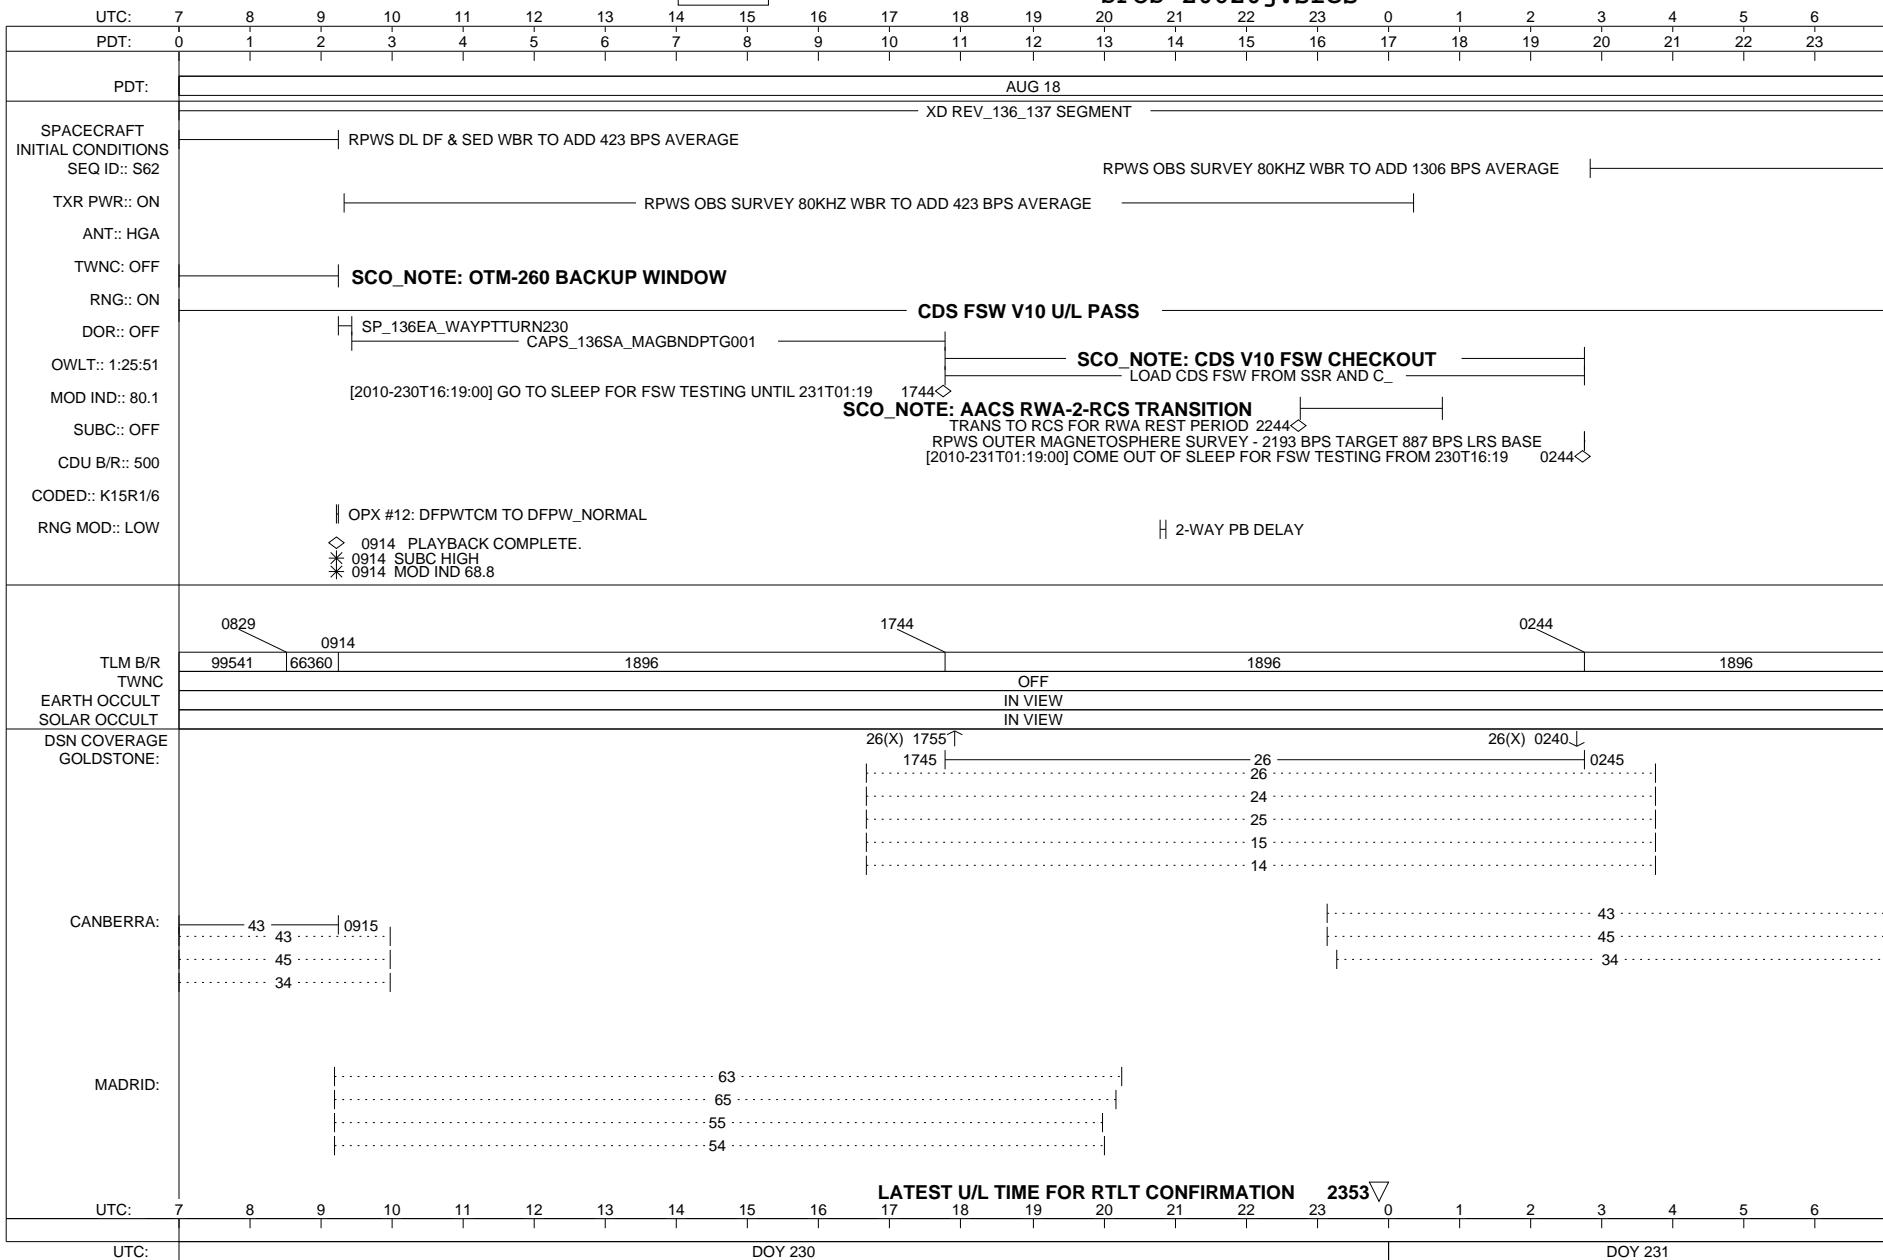 UTC: 7 8 9 10 11 12 13 14 15 16 17 18 19 20 21 22 23 0 1 2 3 4 5 6
PDT: 0 1 2 3 4 5 6 7 8 9 10 11 12 13 14 15 16 17 18 19 20 21 22 23
PDT: AUG 18
XD REV_136_137 SEGMENT
SPACECRAFT
INITIAL CONDITIONS
RPWS DL DF & SED WBR TO ADD 423 BPS AVERAGE
SEQ ID:: S62
RPWS OBS SURVEY 80KHZ WBR TO ADD 1306 BPS AVERAGE
TXR PWR:: ON
RPWS OBS SURVEY 80KHZ WBR TO ADD 423 BPS AVERAGE
ANT:: HGA
TWNC: OFF
SCO_NOTE: OTM-260 BACKUP WINDOW
RNG:: ON
CDS FSW V10 U/L PASS
DOR:: OFF
SP_136EA_WAYPTTURN230
CAPS_136SA_MAGBNDPTG001
OWLT:: 1:25:51
SCO_NOTE: CDS V10 FSW CHECKOUT
LOAD CDS FSW FROM SSR AND C_
[2010-230T16:19:00] GO TO SLEEP FOR FSW TESTING UNTIL 231T01:19 1744
MOD IND:: 80.1
SCO_NOTE: AACS RWA-2-RCS TRANSITION
SUBC:: OFF
TRANS TO RCS FOR RWA REST PERIOD 2244
RPWS OUTER MAGNETOSPHERE SURVEY - 2193 BPS TARGET 887 BPS LRS BASE
[2010-231T01:19:00] COME OUT OF SLEEP FOR FSW TESTING FROM 230T16:19 0244
CDU B/R:: 500
CODED:: K15R1/6
OPX #12: DFPWTCM TO DFPW_NORMAL
RNG MOD:: LOW
2-WAY PB DELAY
0914 PLAYBACK COMPLETE.
0914 SUBC HIGH
0914 MOD IND 68.8
0829 0914 1744 0244
TLM B/R 99541 66360 1896 1896 1896
TWNC OFF
EARTH OCCULT IN VIEW
SOLAR OCCULT IN VIEW
DSN COVERAGE 26(X) 1755 26(X) 0240
GOLDSTONE: 1745 26 0245
26
24
25
15
14
CANBERRA: 43 0915 43
43 45
45 34
34
MADRID: 63
65
55
54
LATEST U/L TIME FOR RTLT CONFIRMATION 2353
UTC: 7 8 9 10 11 12 13 14 15 16 17 18 19 20 21 22 23 0 1 2 3 4 5 6
UTC: DOY 230 DOY 231